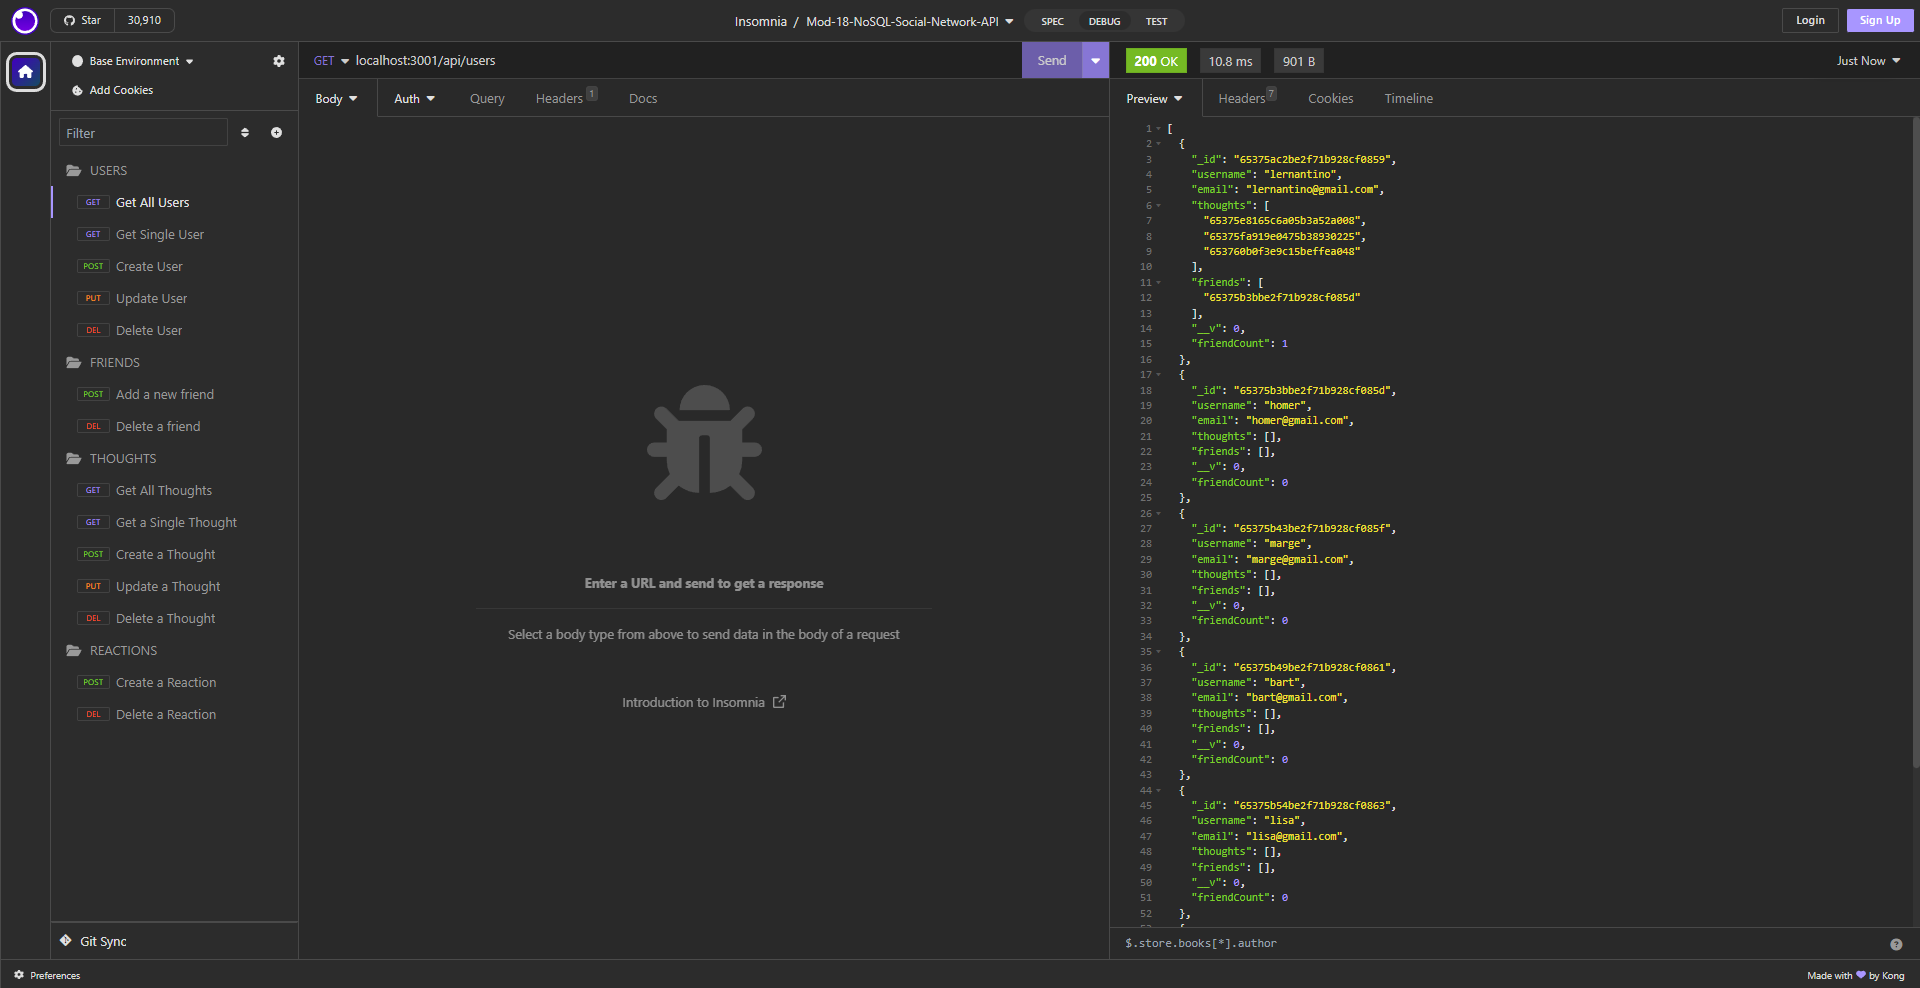 Star 30,910
Insomnia / Mod-18-NoSQL-Social-Network-API
SPEC DEBUG TEST
Login Sign Up
Base Environment
Add Cookies
Filter
USERS
GET Get All Users
GET Get Single User
POST Create User
PUT Update User
DEL Delete User
FRIENDS
POST Add a new friend
DEL Delete a friend
THOUGHTS
GET Get All Thoughts
GET Get a Single Thought
POST Create a Thought
PUT Update a Thought
DEL Delete a Thought
REACTIONS
POST Create a Reaction
DEL Delete a Reaction
Git Sync
Preferences
GET localhost:3001/api/users Send
Body Auth Query Headers 1 Docs
Enter a URL and send to get a response
Select a body type from above to send data in the body of a request
Introduction to Insomnia
200 OK 10.8 ms 901 B Just Now
Preview Headers 7 Cookies Timeline
1 [
2 {
3 "_id": "65375ac2be2f71b928cf0859",
4 "username": "lernantino",
5 "email": "lernantino@gmail.com",
6 "thoughts": [
7 "65375e8165c6a05b3a52a008",
8 "65375fa919e0475b38930225",
9 "653760b0f3e9c15beffea048"
10 ],
11 "friends": [
12 "65375b3bbe2f71b928cf085d"
13 ],
14 "__v": 0,
15 "friendCount": 1
16 },
17 {
18 "_id": "65375b3bbe2f71b928cf085d",
19 "username": "homer",
20 "email": "homer@gmail.com",
21 "thoughts": [],
22 "friends": [],
23 "__v": 0,
24 "friendCount": 0
25 },
26 {
27 "_id": "65375b43be2f71b928cf085f",
28 "username": "marge",
29 "email": "marge@gmail.com",
30 "thoughts": [],
31 "friends": [],
32 "__v": 0,
33 "friendCount": 0
34 },
35 {
36 "_id": "65375b49be2f71b928cf0861",
37 "username": "bart",
38 "email": "bart@gmail.com",
39 "thoughts": [],
40 "friends": [],
41 "__v": 0,
42 "friendCount": 0
43 },
44 {
45 "_id": "65375b54be2f71b928cf0863",
46 "username": "lisa",
47 "email": "lisa@gmail.com",
48 "thoughts": [],
49 "friends": [],
50 "__v": 0,
51 "friendCount": 0
52 },
$.store.books[*].author
Made with by Kong